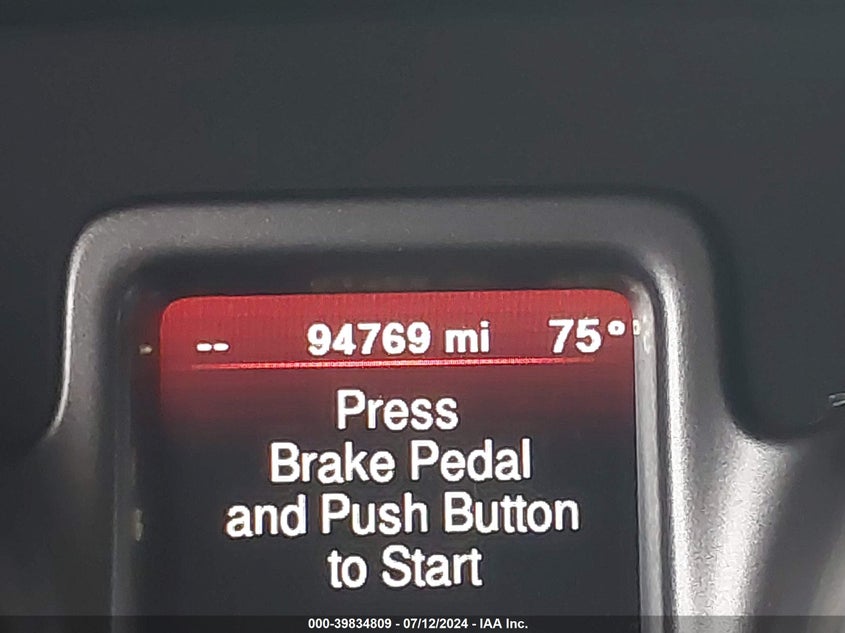 -- 94769 mi 75°
Press
Brake Pedal
and Push Button
to Start
000-39834809 - 07/12/2024 - IAA Inc.